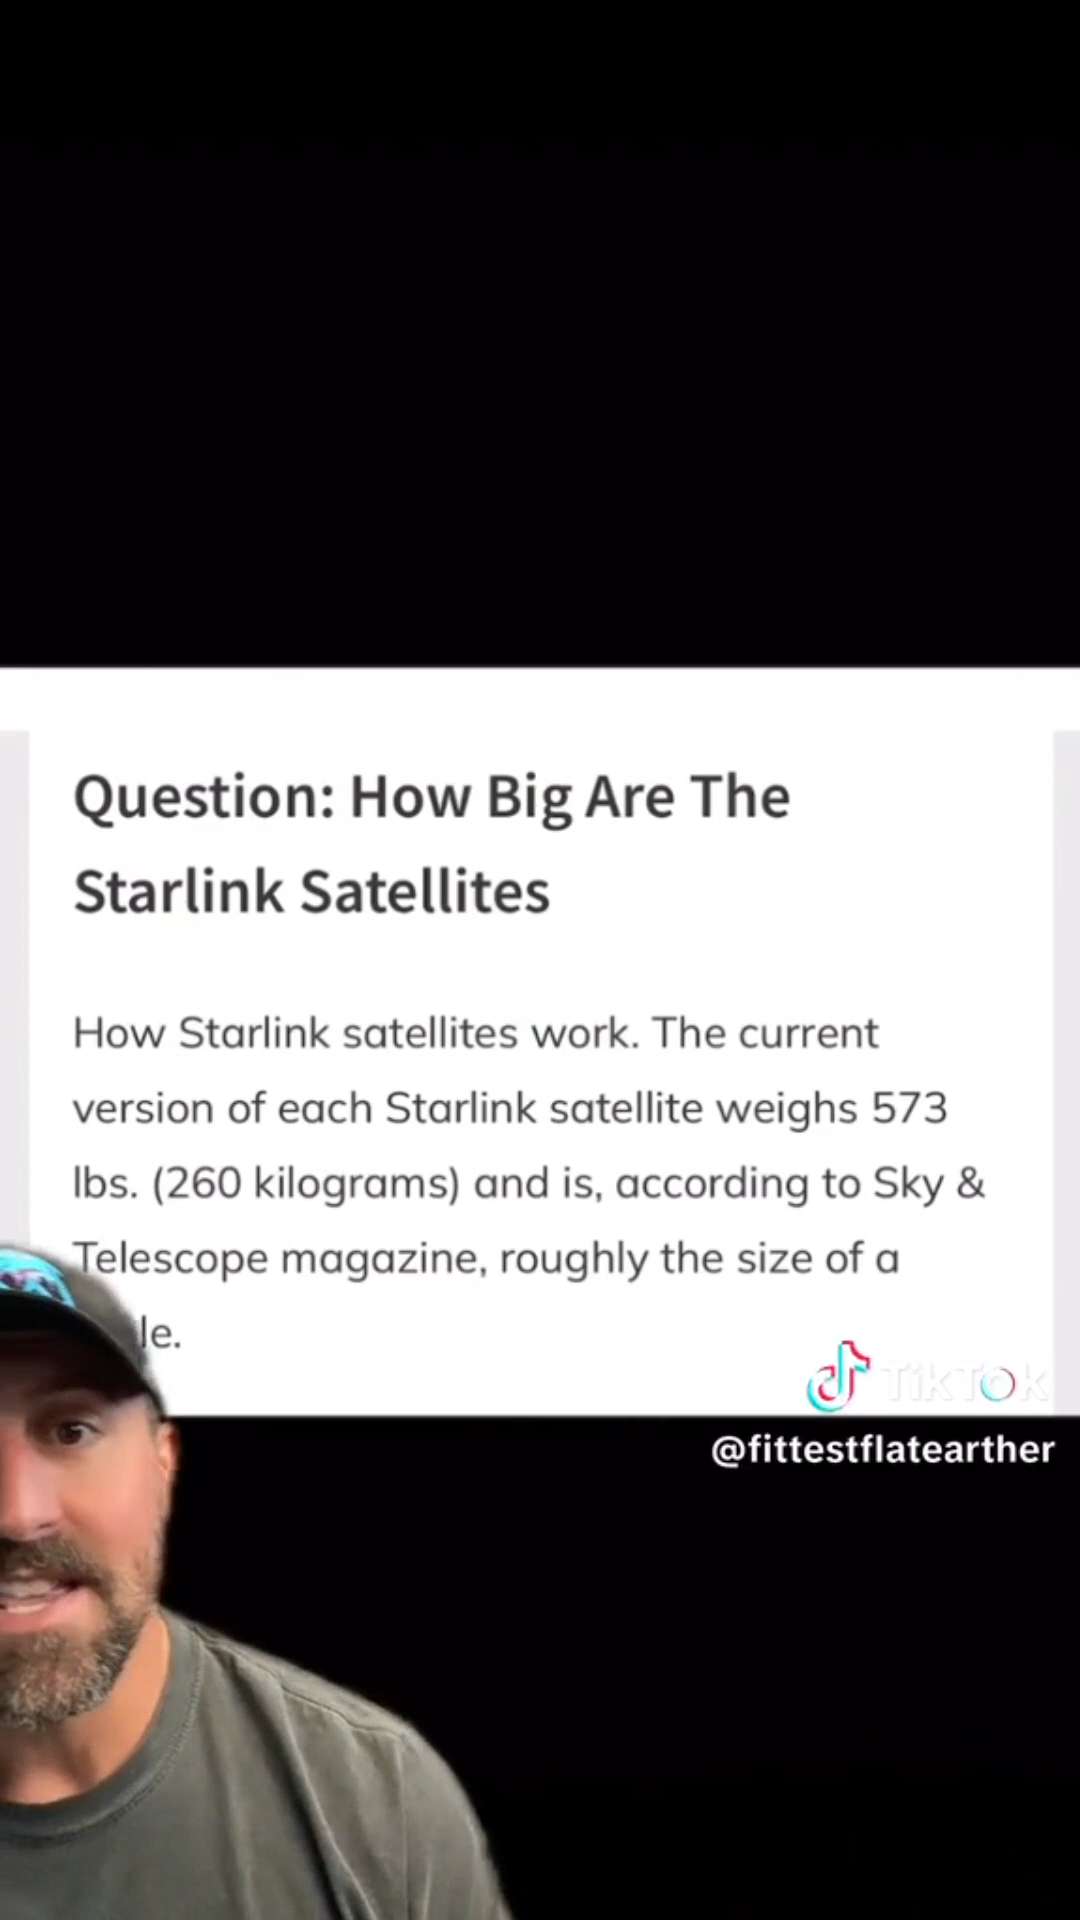 Question: How Big Are The
Starlink Satellites
How Starlink satellites work. The current
version of each Starlink satellite weighs 573
lbs. (260 kilograms) and is, according to Sky &
Telescope magazine, roughly the size of a
le.
TikTok
@fittestflatearther